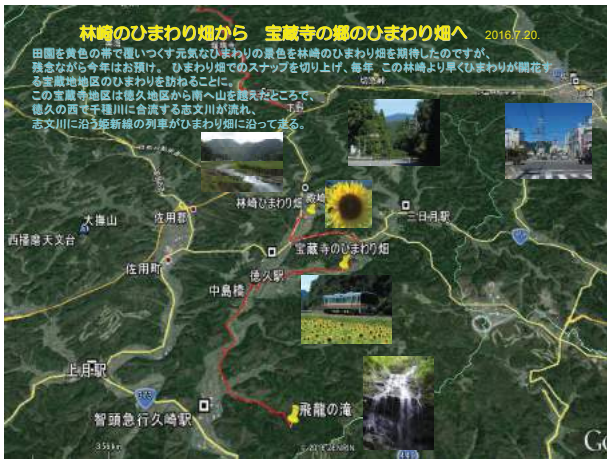 林崎のひまわり畑から 宝蔵寺の郷のひまわり畑へ 2016.7.20.
田園を黄色の帯で覆いつくす元気なひまわりの景色を林崎のひまわり畑を期待したのですが、
残念ながら今年はお預け。 ひまわり畑でのスナップを切り上げ、毎年 この林崎より早くひまわりが開花す
る宝蔵地地区のひまわりを訪ねることに。
この宝蔵寺地区は徳久地区から南へ山を越えたところで、
徳久の西で千種川に合流する志文川が流れ、
志文川に沿う姫新線の列車がひまわり畑に沿って走る。
林崎ひまわり畑
三日月駅
大撫山
佐用郡
西播磨天文台
宝蔵寺のひまわり畑
佐用町
徳久駅
中島橋
上月駅
373
飛龍の滝
智頭急行久崎駅
3.56 km
© 2016 ZENRIN
Go